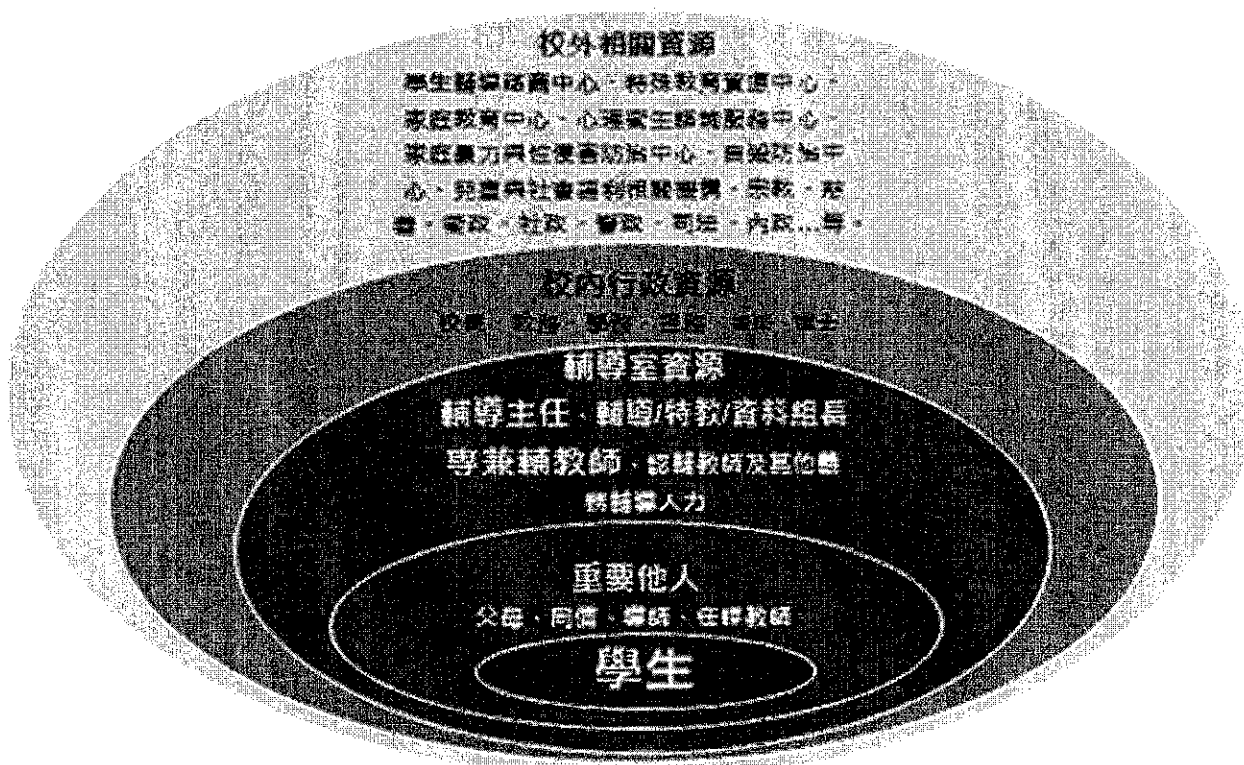 校外相關資源
學生輔導諮商中心、特殊教育資源中心、
家庭教育中心、心理衛生諮詢服務中心、
家庭暴力與性侵害防治中心、自殺防治中
心、兒童與社會福利相關機構、宗教、
衛政、社政、警政、司法、內政...等。
校內行政資源
校長、教務、學務、總務、
輔導室資源
輔導主任、輔導/特教/資料組長
專兼輔教師、認輔教師及其他
輔導人力
重要他人
父母、同儕、導師、任課教師
學生